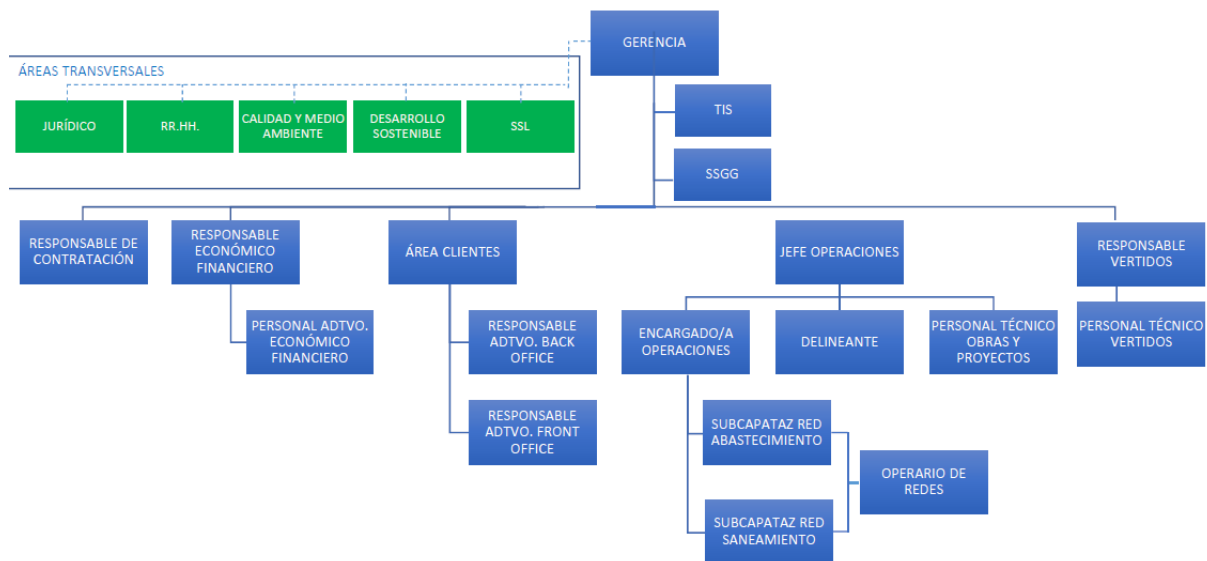 GERENCIA
ÁREAS TRANSVERSALES
JURÍDICO
RR.HH.
CALIDAD Y MEDIO
AMBIENTE
DESARROLLO
SOSTENIBLE
SSL
TIS
SSGG
RESPONSABLE DE
CONTRATACIÓN
RESPONSABLE
ECONÓMICO
FINANCIERO
ÁREA CLIENTES
JEFE OPERACIONES
RESPONSABLE
VERTIDOS
PERSONAL ADTVO.
ECONÓMICO
FINANCIERO
RESPONSABLE
ADTVO. BACK
OFFICE
ENCARGADO/A
OPERACIONES
DELINEANTE
PERSONAL TÉCNICO
OBRAS Y
PROYECTOS
PERSONAL TÉCNICO
VERTIDOS
RESPONSABLE
ADTVO. FRONT
OFFICE
SUBCAPATAZ RED
ABASTECIMIENTO
OPERARIO DE
REDES
SUBCAPATAZ RED
SANEAMIENTO